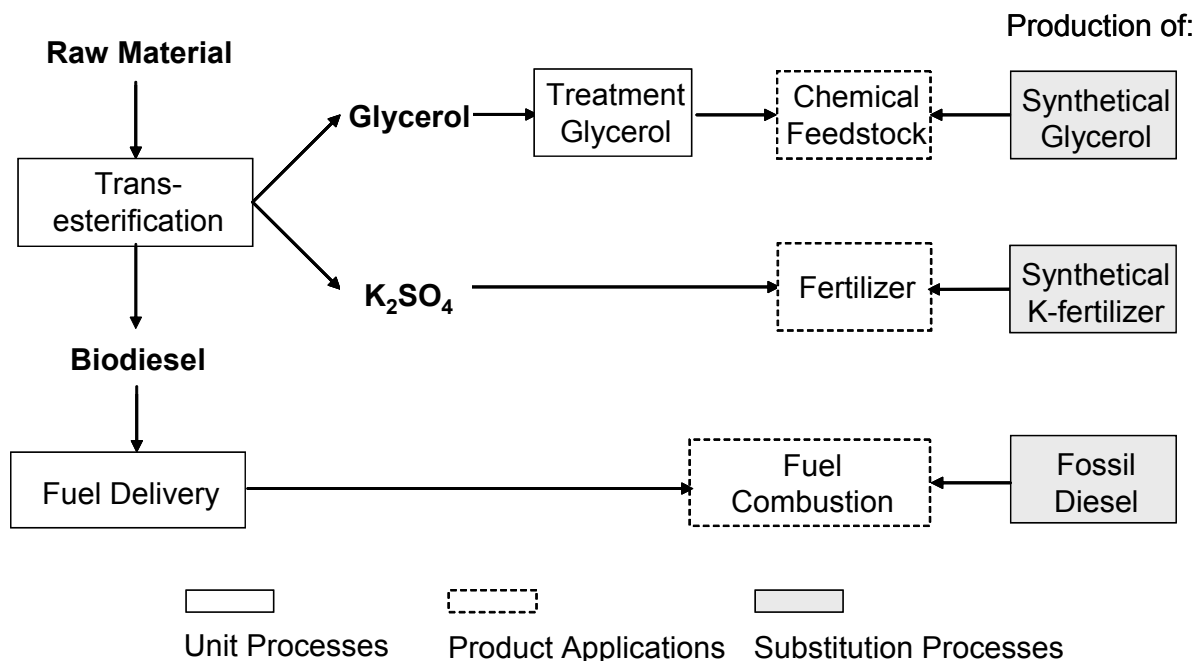 Production of:
Raw Material
Glycerol
Treatment
Glycerol
Chemical
Feedstock
Synthetical
Glycerol
Trans-
esterification
K₂SO₄
Fertilizer
Synthetical
K-fertilizer
Biodiesel
Fuel Delivery
Fuel
Combustion
Fossil
Diesel
Unit Processes
Product Applications
Substitution Processes